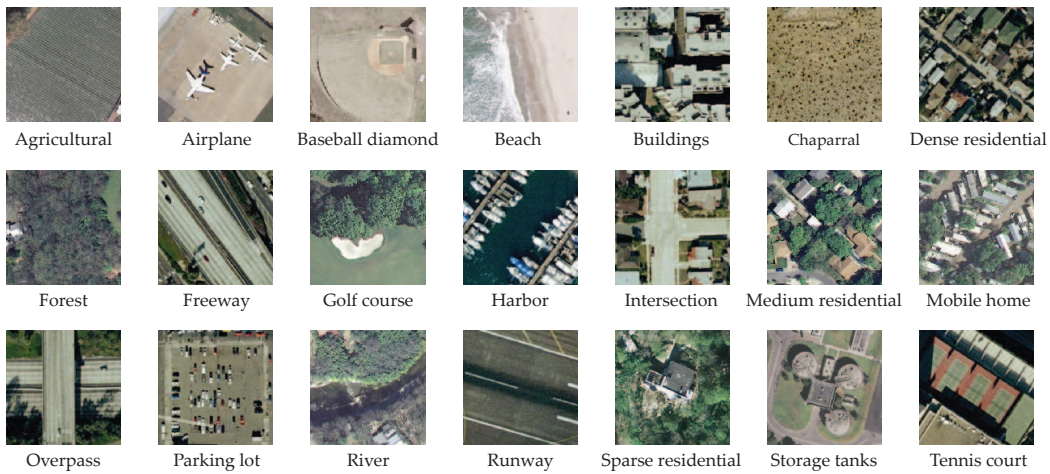 Agricultural
Airplane
Baseball diamond
Beach
Buildings
Chaparral
Dense residential
Forest
Freeway
Golf course
Harbor
Intersection
Medium residential
Mobile home
Overpass
Parking lot
River
Runway
Sparse residential
Storage tanks
Tennis court